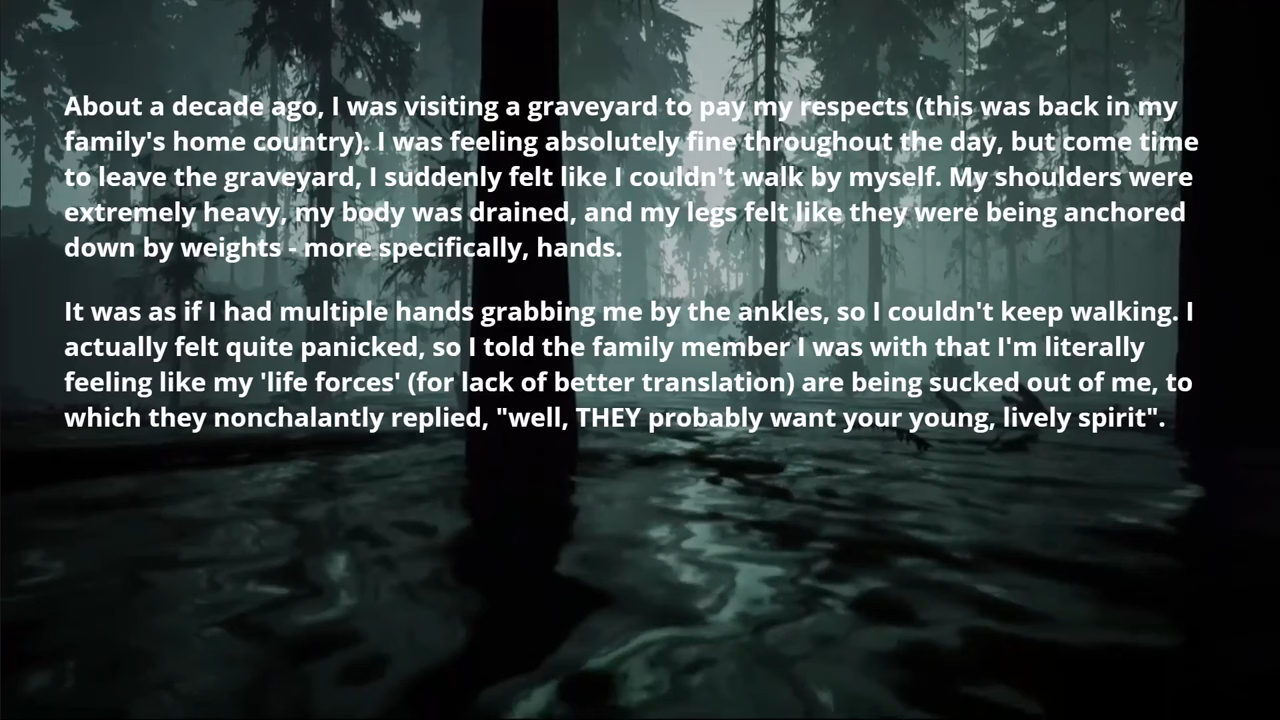 About a decade ago, I was visiting a graveyard to pay my respects (this was back in my
family's home country). I was feeling absolutely fine throughout the day, but come time
to leave the graveyard, I suddenly felt like I couldn't walk by myself. My shoulders were
extremely heavy, my body was drained, and my legs felt like they were being anchored
down by weights - more specifically, hands.
It was as if I had multiple hands grabbing me by the ankles, so I couldn't keep walking. I
actually felt quite panicked, so I told the family member I was with that I'm literally
feeling like my 'life forces' (for lack of better translation) are being sucked out of me, to
which they nonchalantly replied, "well, THEY probably want your young, lively spirit".